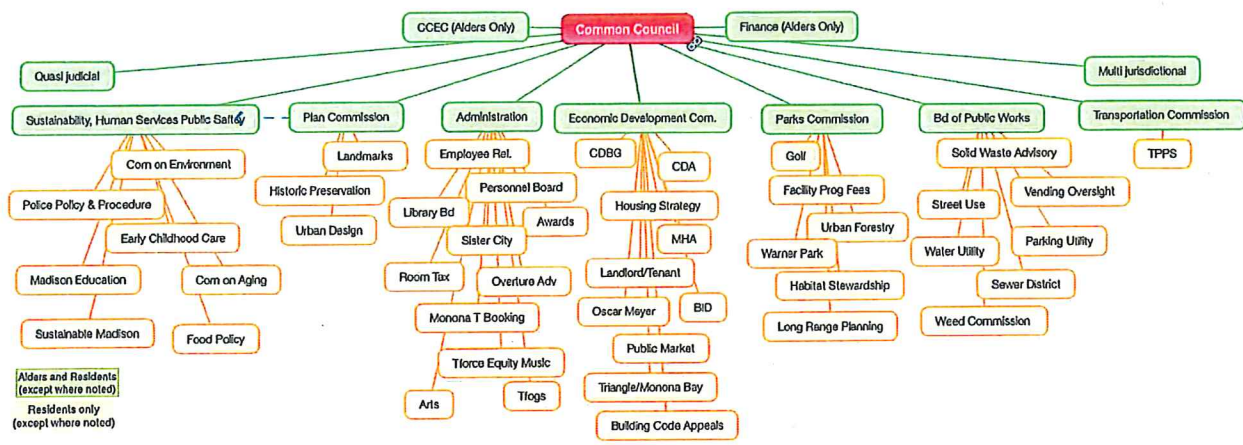 CCEC (Alders Only)
Common Council
Finance (Alders Only)
Quasi judicial
Multi jurisdictional
Sustainability, Human Services Public Saftey
Plan Commission
Administration
Economic Development Com.
Parks Commission
Bd of Public Works
Transportation Commission
Com on Environment
Landmarks
Employee Rel.
CDBG
CDA
Golf
Solid Waste Advisory
TPPS
Police Policy & Procedure
Historic Preservation
Personnel Board
Library Bd
Housing Strategy
Facility Prog Fees
Vending Oversight
Street Use
Early Childhood Care
Urban Design
Awards
Sister City
MHA
Urban Forestry
Warner Park
Water Utility
Parking Utility
Madison Education
Com on Aging
Room Tax
Overture Adv
Landlord/Tenant
Habitat Stewardship
Sewer District
Sustainable Madison
Food Policy
Monona T Booking
Oscar Meyer
BID
Long Range Planning
Weed Commission
Tforce Equity Music
Public Market
Arts
Tfogs
Triangle/Monona Bay
Building Code Appeals
Alders and Residents
(except where noted)
Residents only
(except where noted)